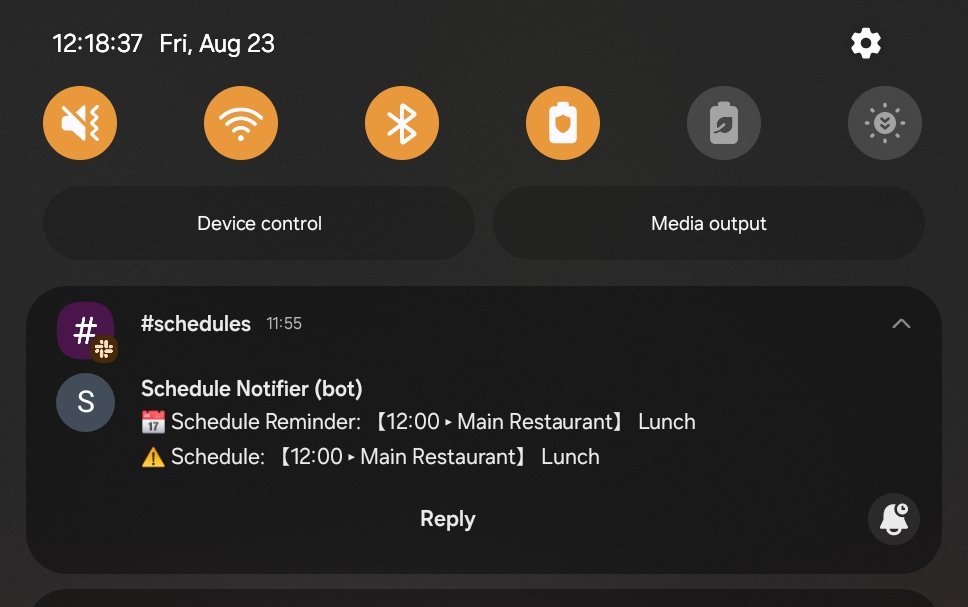 12:18:37 Fri, Aug 23
Device control
Media output
#
#schedules 11:55
S
Schedule Notifier (bot)
📅 Schedule Reminder: 【12:00 ▸ Main Restaurant】 Lunch
⚠️ Schedule: 【12:00 ▸ Main Restaurant】 Lunch
Reply